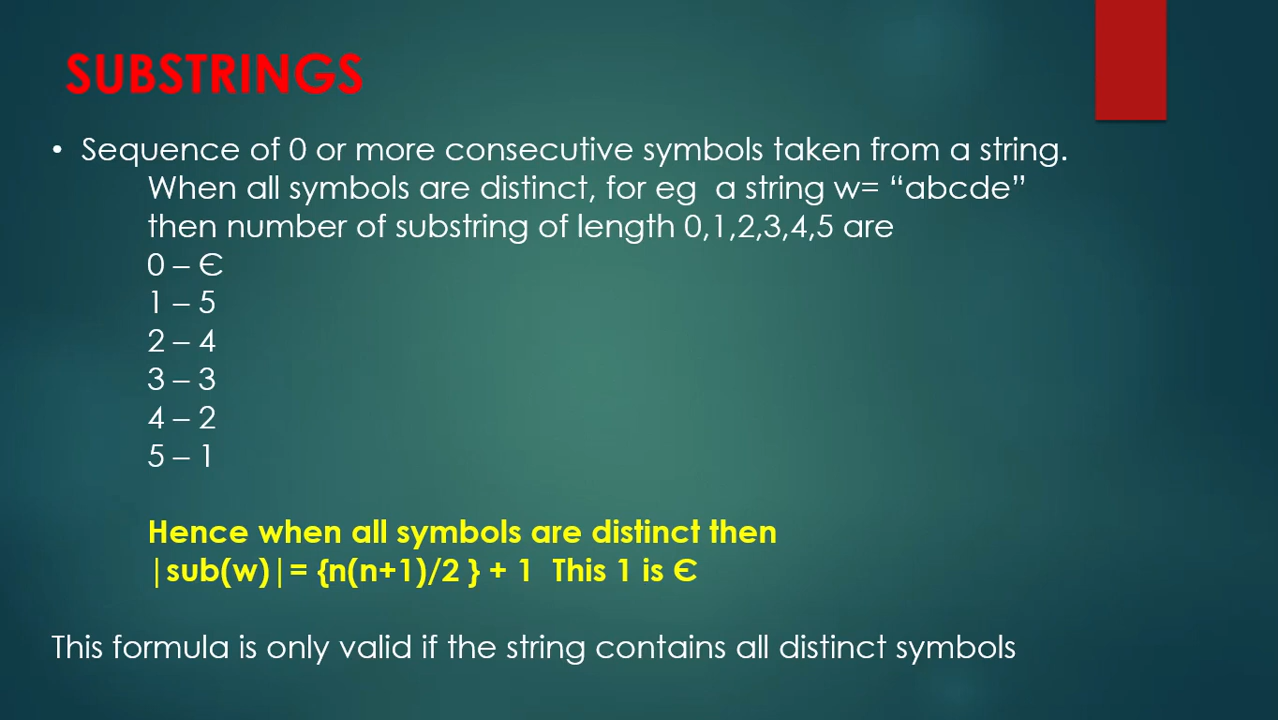 SUBSTRINGS
• Sequence of 0 or more consecutive symbols taken from a string.
When all symbols are distinct, for eg a string w= “abcde”
then number of substring of length 0,1,2,3,4,5 are
0 – Є
1 – 5
2 – 4
3 – 3
4 – 2
5 – 1
Hence when all symbols are distinct then
|sub(w)|= {n(n+1)/2 } + 1 This 1 is Є
This formula is only valid if the string contains all distinct symbols